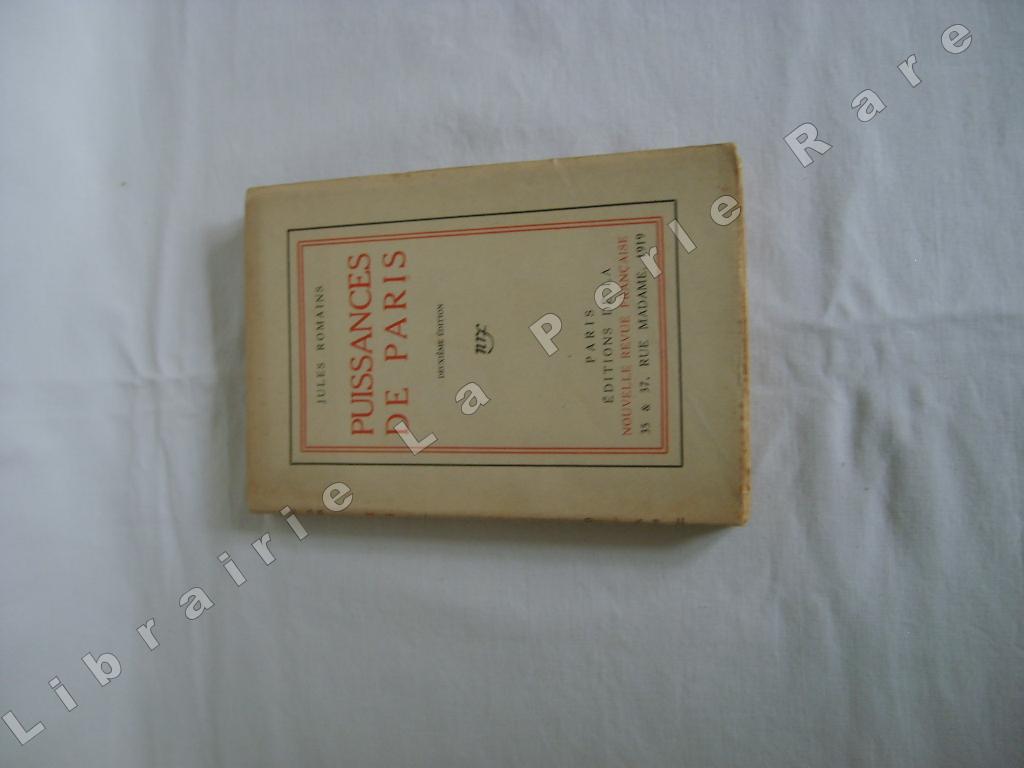 JULES ROMAINS
PUISSANCES
DE PARIS
DEUXIÈME ÉDITION
nrf
PARIS
ÉDITIONS DE LA
NOUVELLE REVUE FRANÇAISE
35 & 37, RUE MADAME. 1919
Librairie La Perle Rare